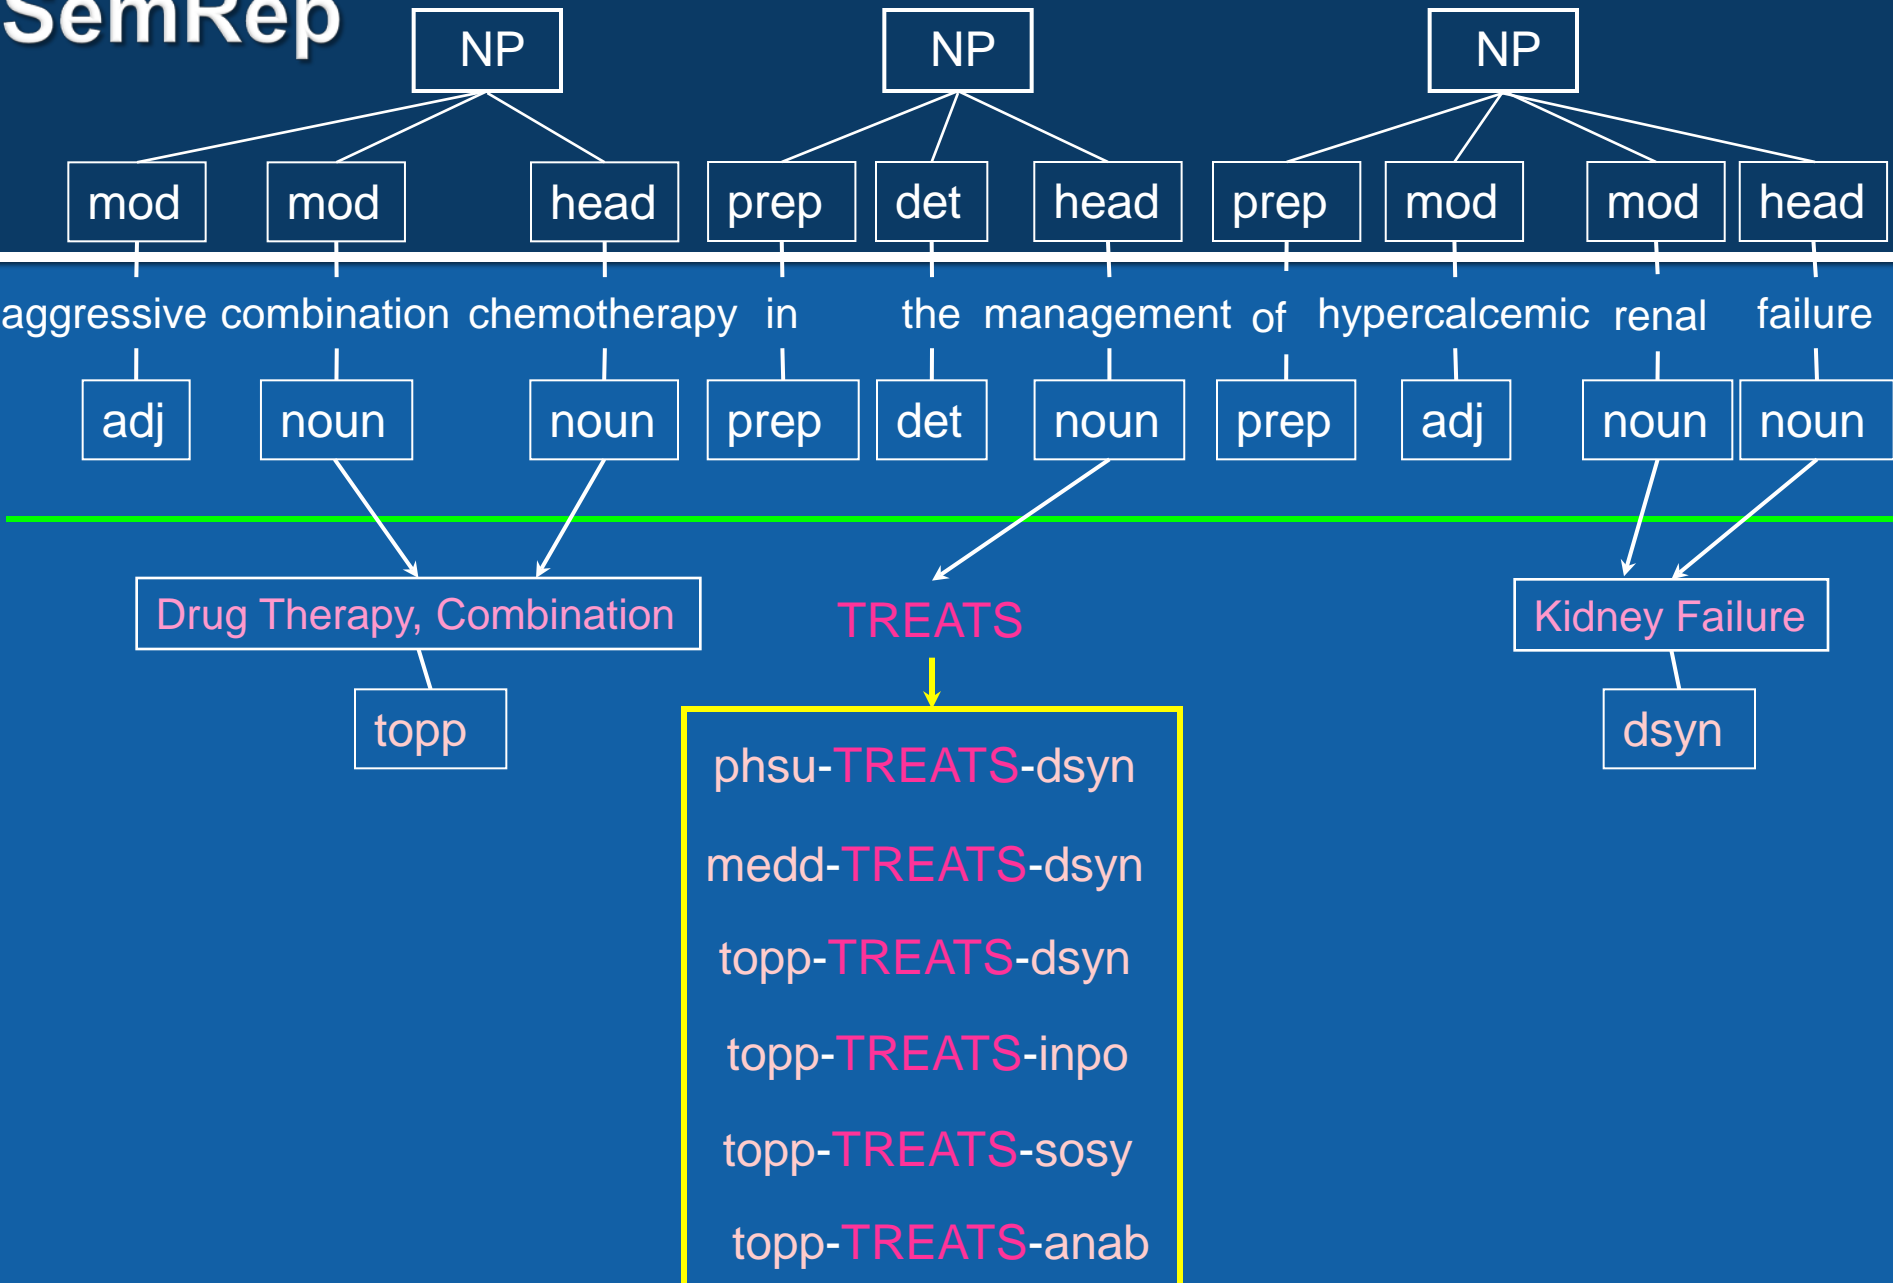 SemRep
NP NP NP
mod mod head prep det head prep mod mod head
aggressive combination chemotherapy in the management of hypercalcemic renal failure
adj noun noun prep det noun prep adj noun noun
Drug Therapy, Combination TREATS Kidney Failure
topp dsyn
phsu-TREATS-dsyn
medd-TREATS-dsyn
topp-TREATS-dsyn
topp-TREATS-inpo
topp-TREATS-sosy
topp-TREATS-anab